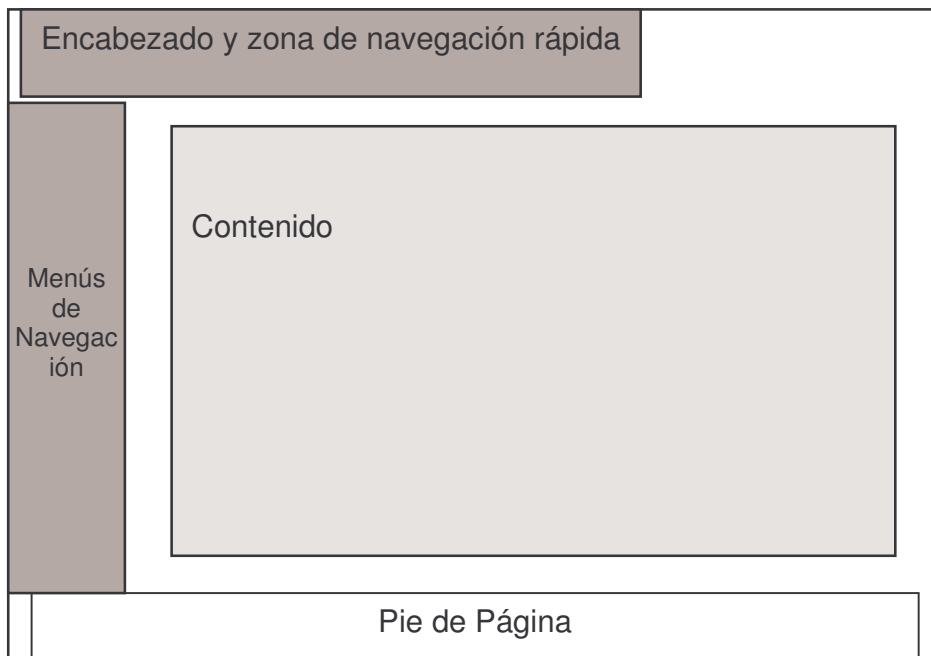 Encabezado y zona de navegación rápida
Contenido
Menús
de
Navegac
ión
Pie de Página